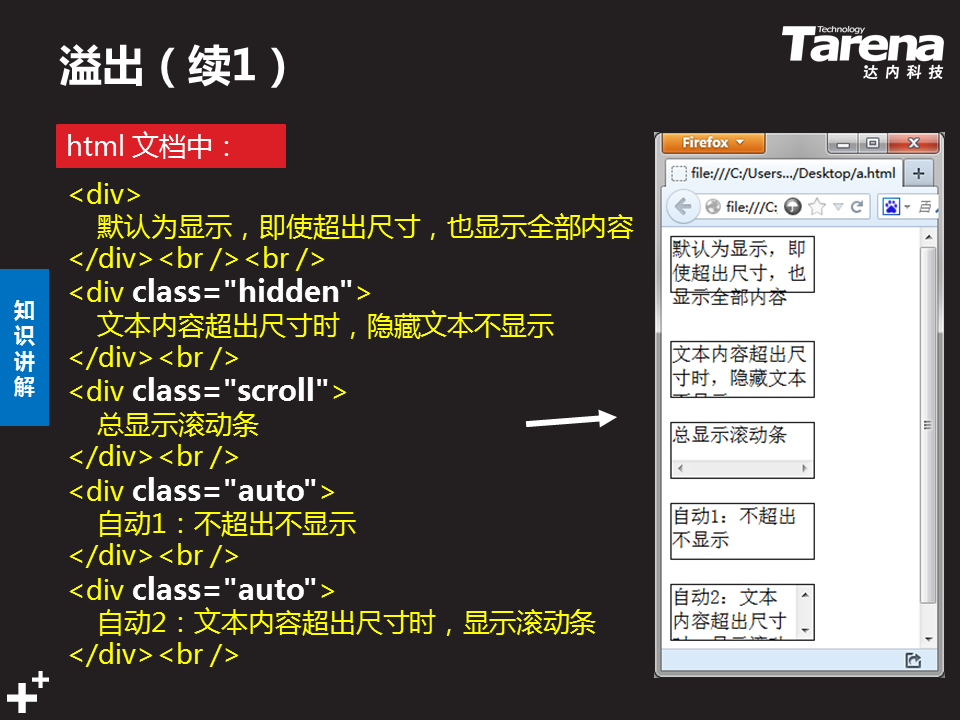 溢出（续1）
Technology
Tarena
达内科技
html 文档中：
<div>
默认为显示，即使超出尺寸，也显示全部内容
</div><br /><br />
<div class="hidden">
文本内容超出尺寸时，隐藏文本不显示
</div><br />
<div class="scroll">
总显示滚动条
</div><br />
<div class="auto">
自动1：不超出不显示
</div><br />
<div class="auto">
自动2：文本内容超出尺寸时，显示滚动条
</div><br />
知识讲解
Firefox
file:///C:/Users.../Desktop/a.html
file:///C:
百
默认为显示，即
使超出尺寸，也
显示全部内容
文本内容超出尺
寸时，隐藏文本
不显示
总显示滚动条
自动1：不超出
不显示
自动2：文本
内容超出尺寸
时，显示滚动